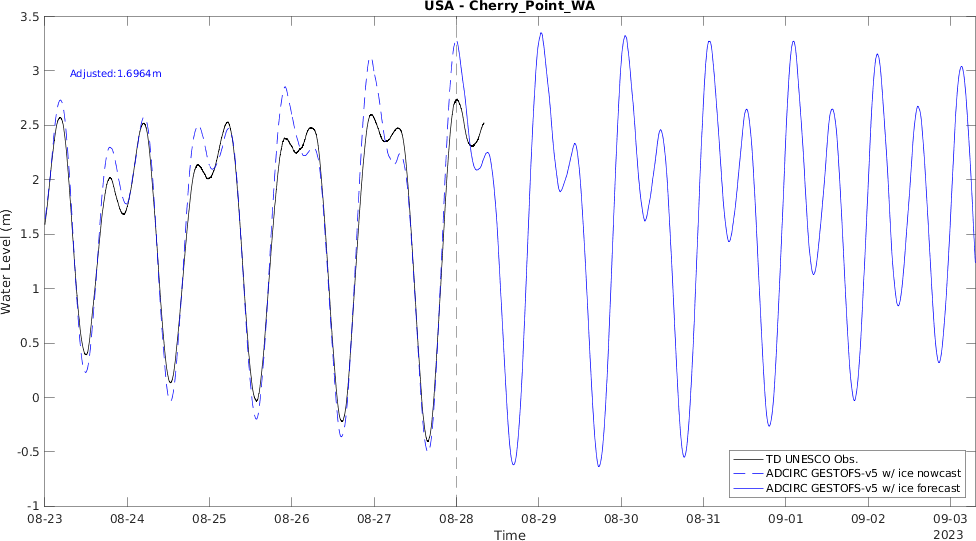 USA - Cherry_Point_WA
Adjusted:1.6964m
Water Level (m)
3.5
3
2.5
2
1.5
1
0.5
0
-0.5
-1
08-23 08-24 08-25 08-26 08-27 08-28 08-29 08-30 08-31 09-01 09-02 09-03
Time
2023
TD UNESCO Obs.
ADCIRC GESTOFS-v5 w/ ice nowcast
ADCIRC GESTOFS-v5 w/ ice forecast